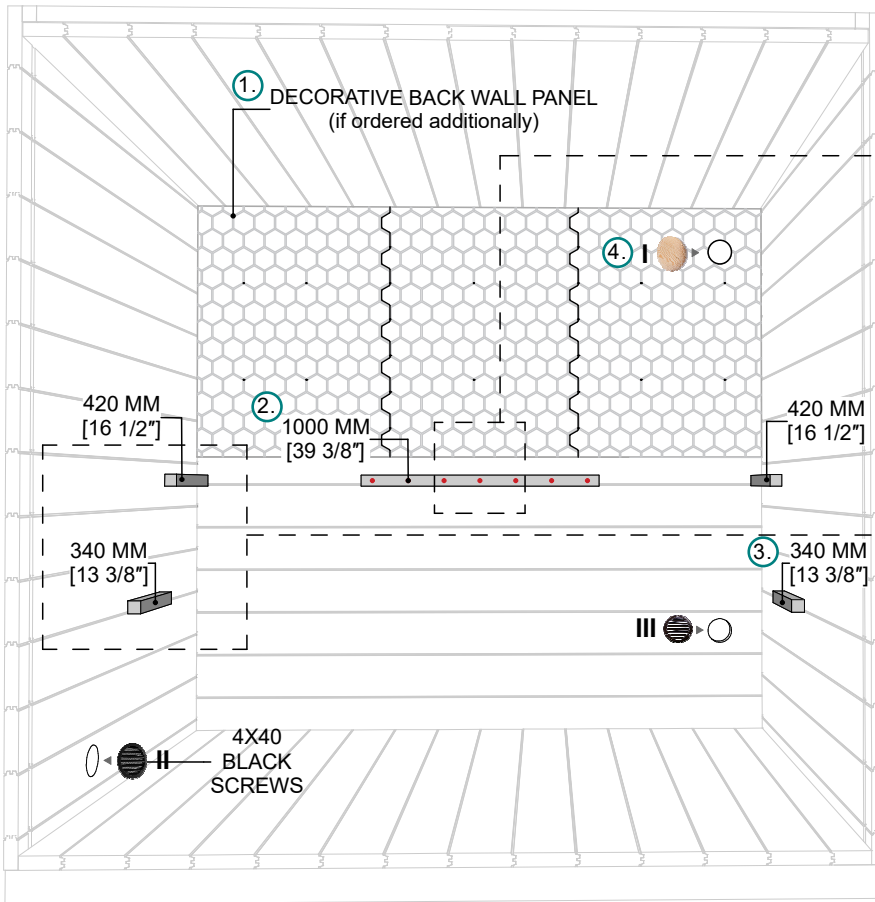 1.
DECORATIVE BACK WALL PANEL
(if ordered additionally)
4.
I
2.
420 MM
[16 1/2″]
1000 MM
[39 3/8″]
420 MM
[16 1/2″]
340 MM
[13 3/8″]
3.
340 MM
[13 3/8″]
III
II
4X40
BLACK
SCREWS